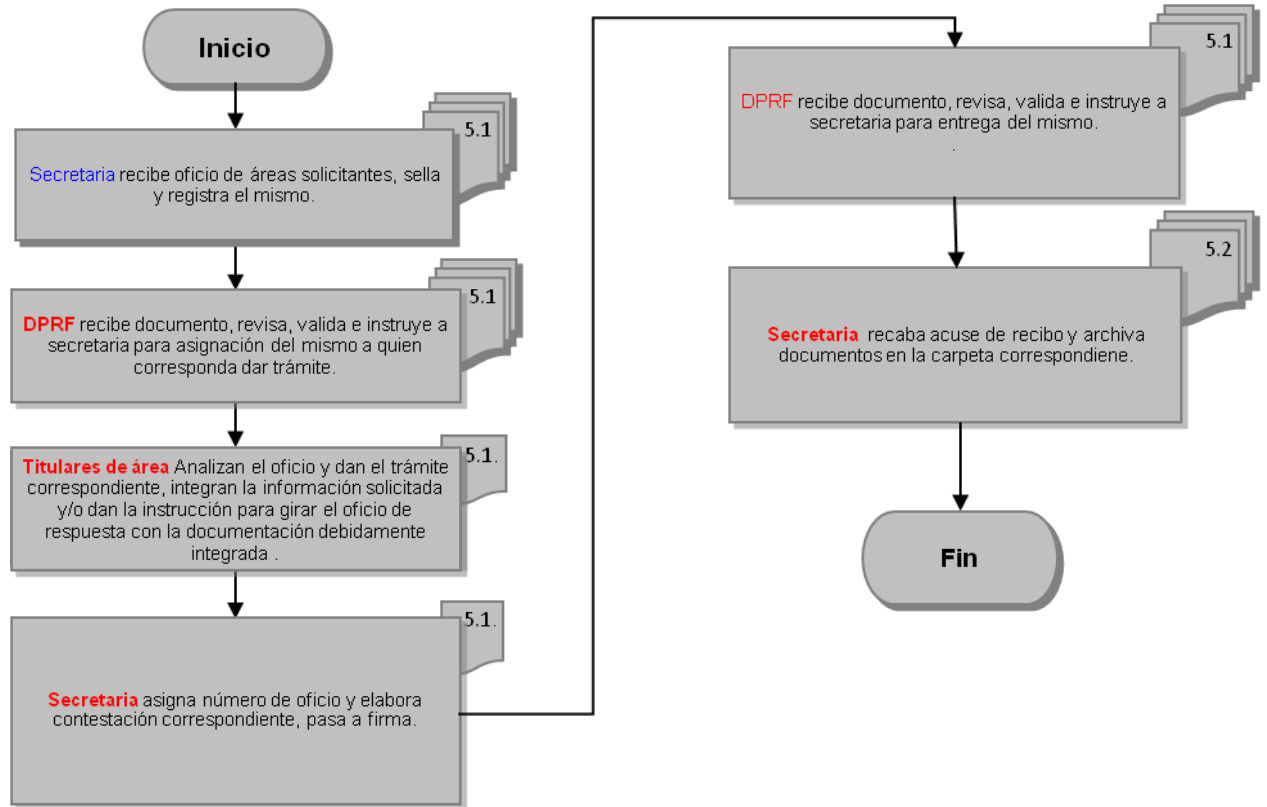 Inicio
5.1
Secretaria recibe oficio de áreas solicitantes, sella
y registra el mismo.
5.1
DPRF recibe documento, revisa, valida e instruye a
secretaria para asignación del mismo a quien
corresponda dar trámite.
5.1.
Titulares de área Analizan el oficio y dan el trámite
correspondiente, integran la información solicitada
y/o dan la instrucción para girar el oficio de
respuesta con la documentación debidamente
integrada .
5.1.
Secretaria asigna número de oficio y elabora
contestación correspondiente, pasa a firma.
5.1
DPRF recibe documento, revisa, valida e instruye a
secretaria para entrega del mismo.
.
5.2
Secretaria recaba acuse de recibo y archiva
documentos en la carpeta correspondiene.
Fin